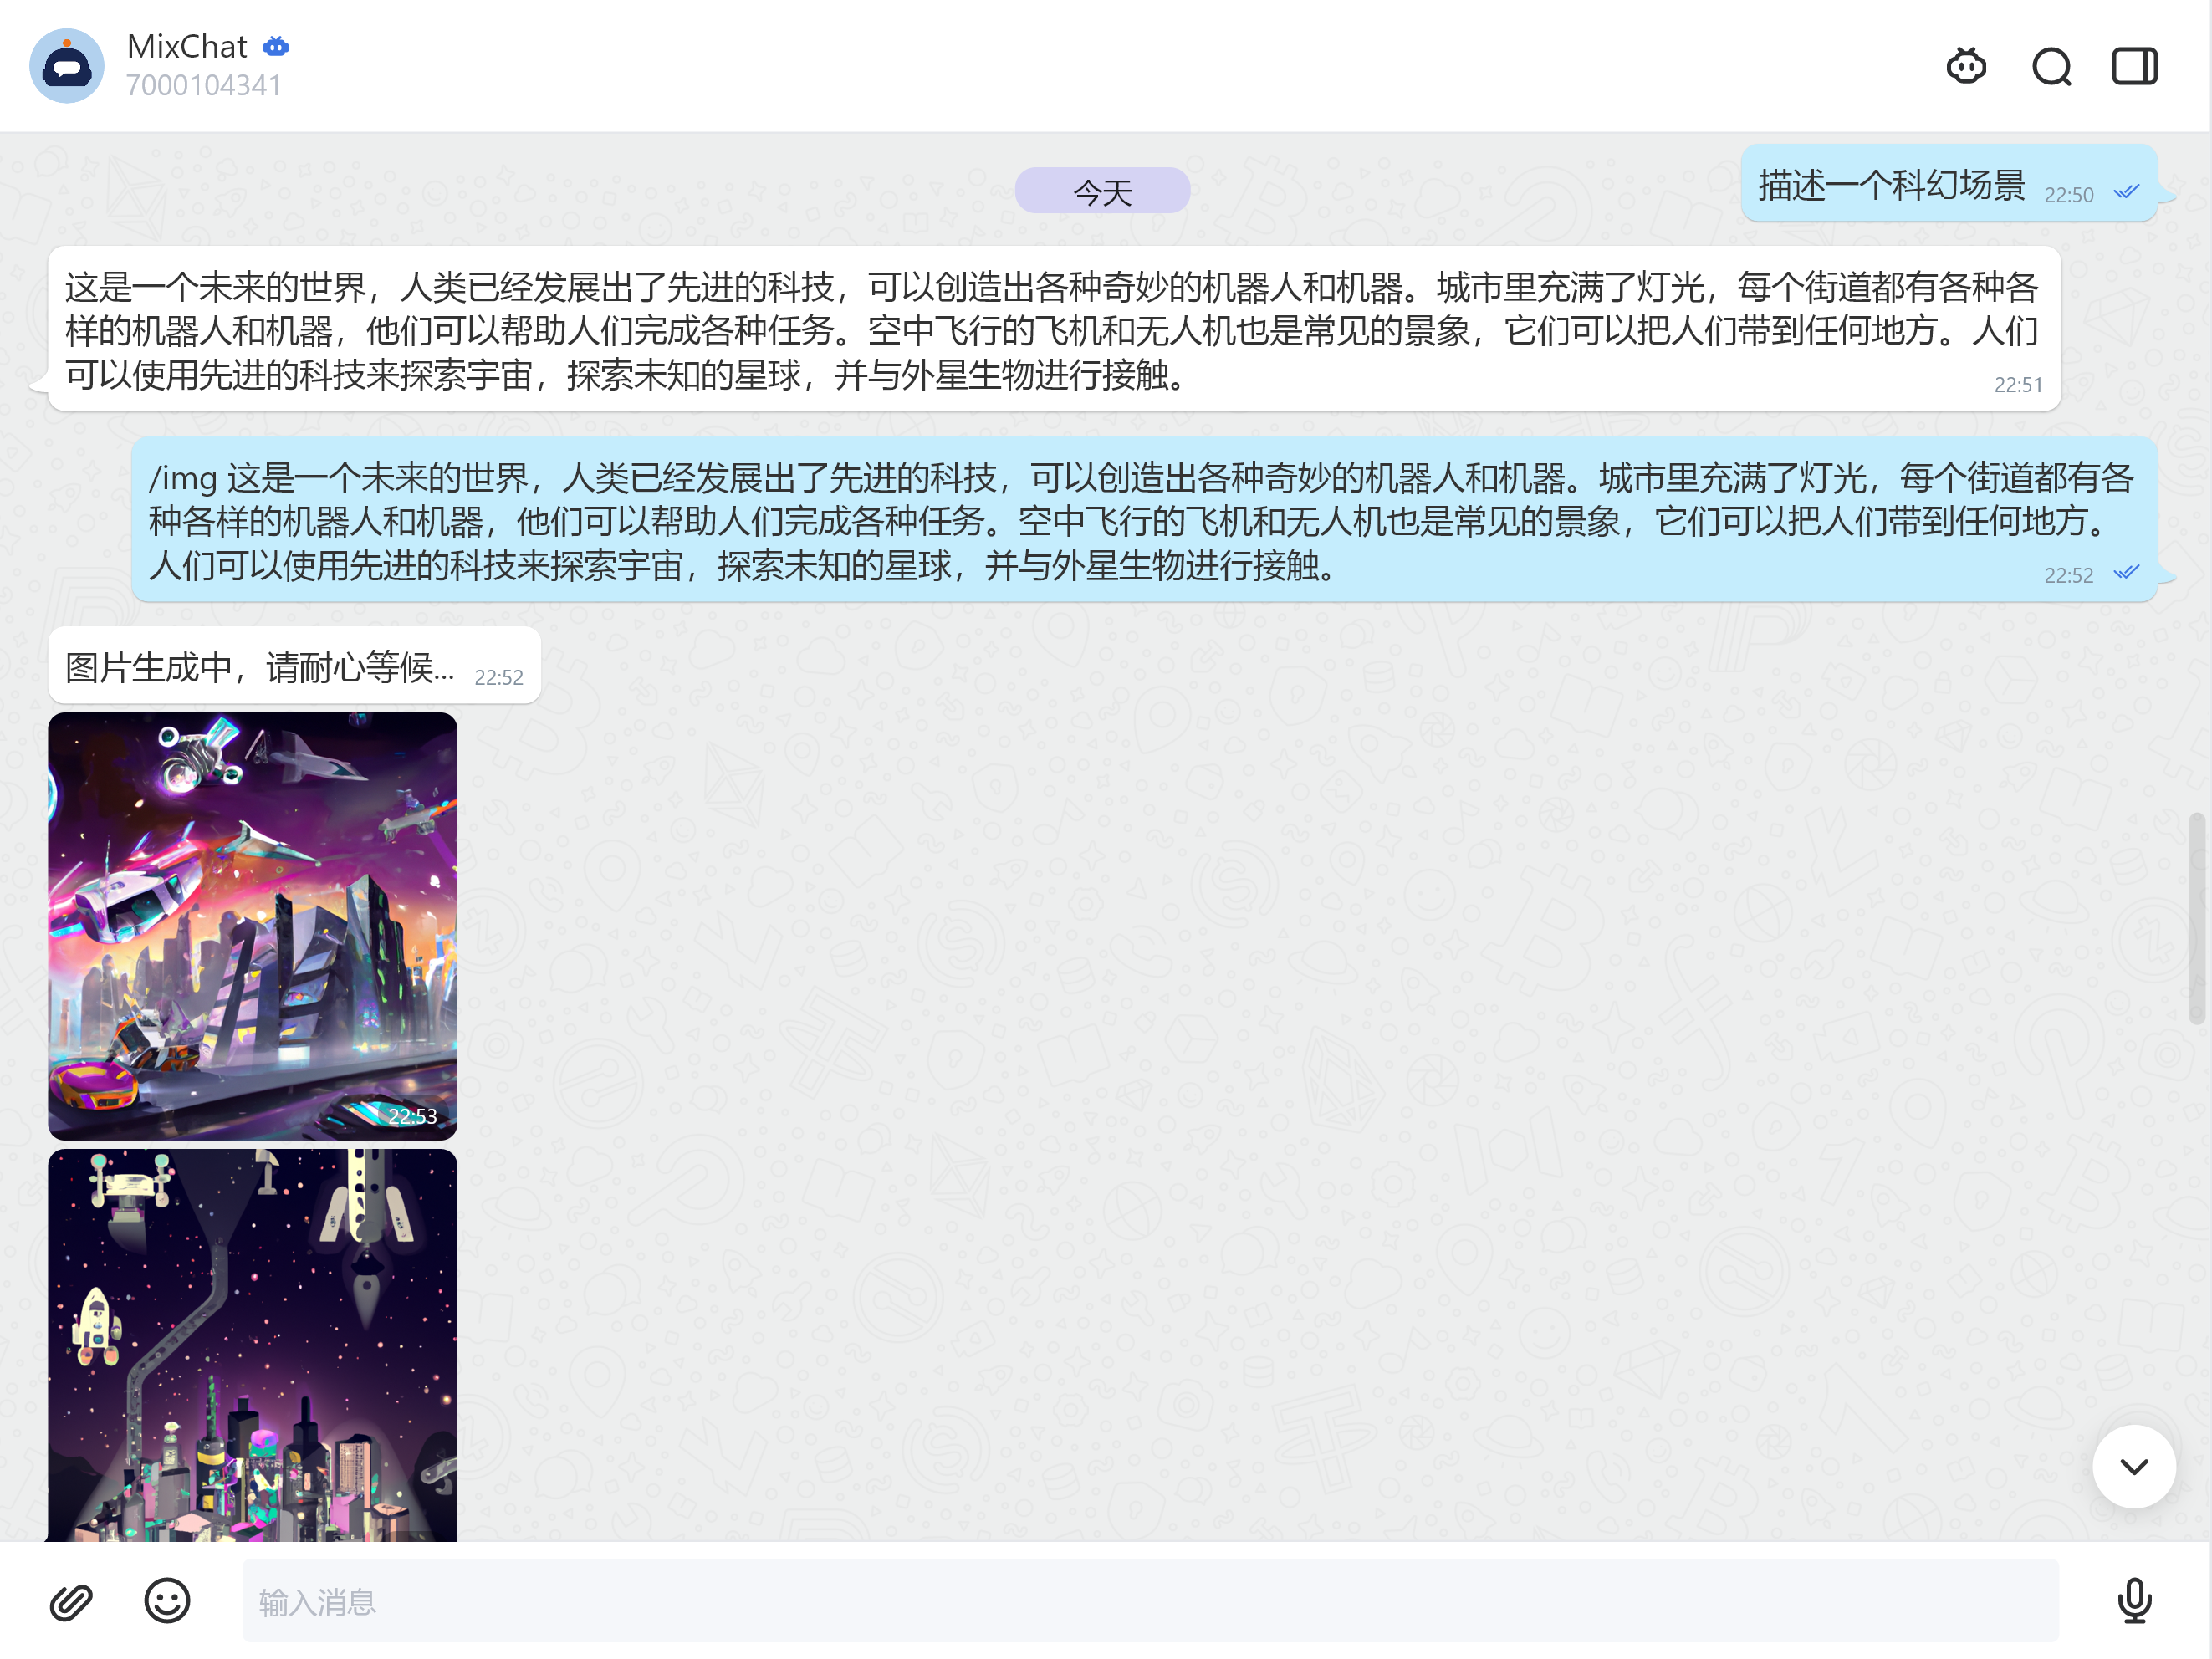 MixChat
7000104341
今天
描述一个科幻场景 22:50
这是一个未来的世界，人类已经发展出了先进的科技，可以创造出各种奇妙的机器人和机器。城市里充满了灯光，每个街道都有各种各
样的机器人和机器，他们可以帮助人们完成各种任务。空中飞行的飞机和无人机也是常见的景象，它们可以把人们带到任何地方。人们
可以使用先进的科技来探索宇宙，探索未知的星球，并与外星生物进行接触。 22:51
/img 这是一个未来的世界，人类已经发展出了先进的科技，可以创造出各种奇妙的机器人和机器。城市里充满了灯光，每个街道都有各
种各样的机器人和机器，他们可以帮助人们完成各种任务。空中飞行的飞机和无人机也是常见的景象，它们可以把人们带到任何地方。
人们可以使用先进的科技来探索宇宙，探索未知的星球，并与外星生物进行接触。 22:52
图片生成中，请耐心等候... 22:52
22:53
输入消息